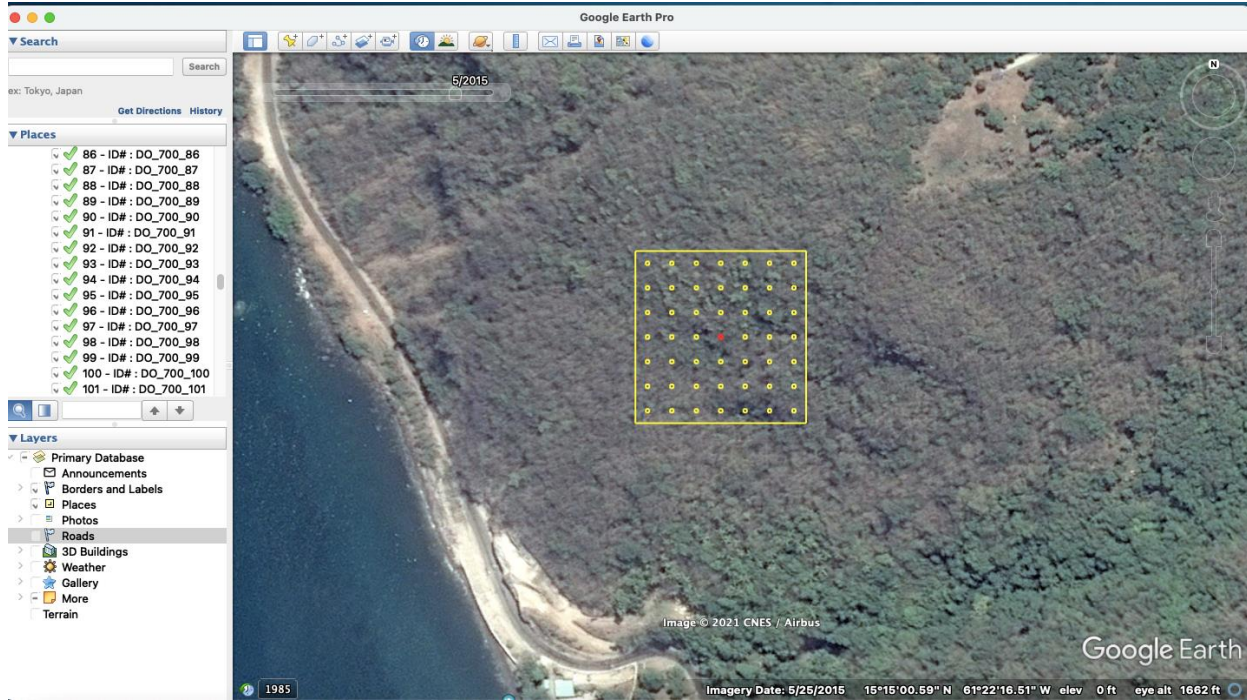 Google Earth Pro
▼ Search
Search
ex: Tokyo, Japan
Get Directions History
▼ Places
86 - ID# : DO_700_86
87 - ID# : DO_700_87
88 - ID# : DO_700_88
89 - ID# : DO_700_89
90 - ID# : DO_700_90
91 - ID# : DO_700_91
92 - ID# : DO_700_92
93 - ID# : DO_700_93
94 - ID# : DO_700_94
95 - ID# : DO_700_95
96 - ID# : DO_700_96
97 - ID# : DO_700_97
98 - ID# : DO_700_98
99 - ID# : DO_700_99
100 - ID# : DO_700_100
101 - ID# : DO_700_101
▼ Layers
Primary Database
Announcements
Borders and Labels
Places
Photos
Roads
3D Buildings
Weather
Gallery
More
Terrain
5/2015
N
Image © 2021 CNES / Airbus
Google Earth
1985
Imagery Date: 5/25/2015 15°15'00.59" N 61°22'16.51" W elev 0 ft eye alt 1662 ft